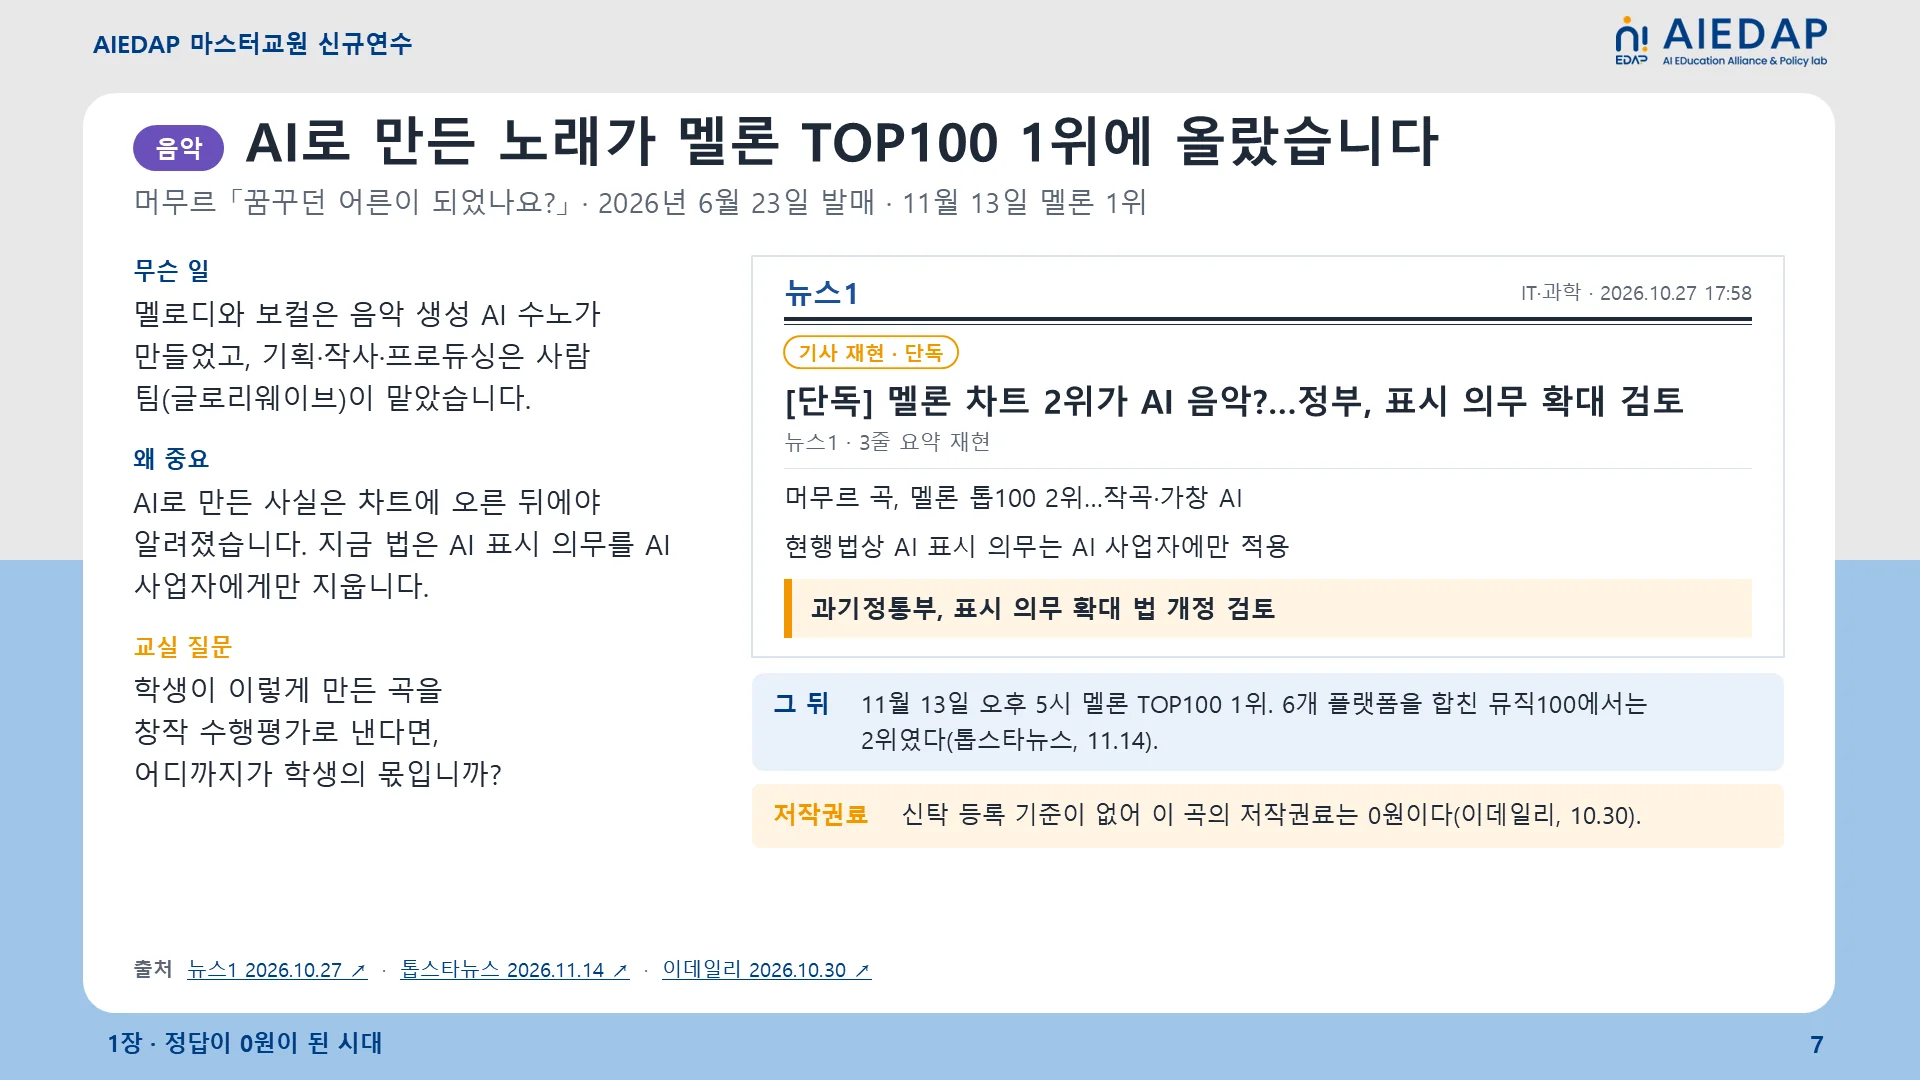 AIEDAP 마스터교원 신규연수
AIEDAP
EDAP
AI EDucation Alliance & Policy lab
음악
AI로 만든 노래가 멜론 TOP100 1위에 올랐습니다
머무르 「꿈꾸던 어른이 되었나요?」 · 2026년 6월 23일 발매 · 11월 13일 멜론 1위
무슨 일
멜로디와 보컬은 음악 생성 AI 수노가
만들었고, 기획·작사·프로듀싱은 사람
팀(글로리웨이브)이 맡았습니다.
왜 중요
AI로 만든 사실은 차트에 오른 뒤에야
알려졌습니다. 지금 법은 AI 표시 의무를 AI
사업자에게만 지웁니다.
교실 질문
학생이 이렇게 만든 곡을
창작 수행평가로 낸다면,
어디까지가 학생의 몫입니까?
뉴스1
IT·과학 · 2026.10.27 17:58
기사 재현 · 단독
[단독] 멜론 차트 2위가 AI 음악?…정부, 표시 의무 확대 검토
뉴스1 · 3줄 요약 재현
머무르 곡, 멜론 톱100 2위…작곡·가창 AI
현행법상 AI 표시 의무는 AI 사업자에만 적용
과기정통부, 표시 의무 확대 법 개정 검토
그 뒤
11월 13일 오후 5시 멜론 TOP100 1위. 6개 플랫폼을 합친 뮤직100에서는
2위였다(톱스타뉴스, 11.14).
저작권료
신탁 등록 기준이 없어 이 곡의 저작권료는 0원이다(이데일리, 10.30).
출처 뉴스1 2026.10.27 ↗ · 톱스타뉴스 2026.11.14 ↗ · 이데일리 2026.10.30 ↗
1장 · 정답이 0원이 된 시대
7